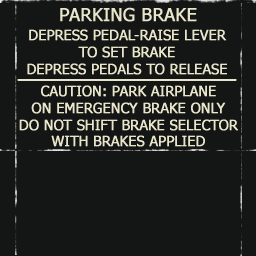 PARKING BRAKE
DEPRESS PEDAL-RAISE LEVER
TO SET BRAKE
DEPRESS PEDALS TO RELEASE
CAUTION: PARK AIRPLANE
ON EMERGENCY BRAKE ONLY
DO NOT SHIFT BRAKE SELECTOR
WITH BRAKES APPLIED